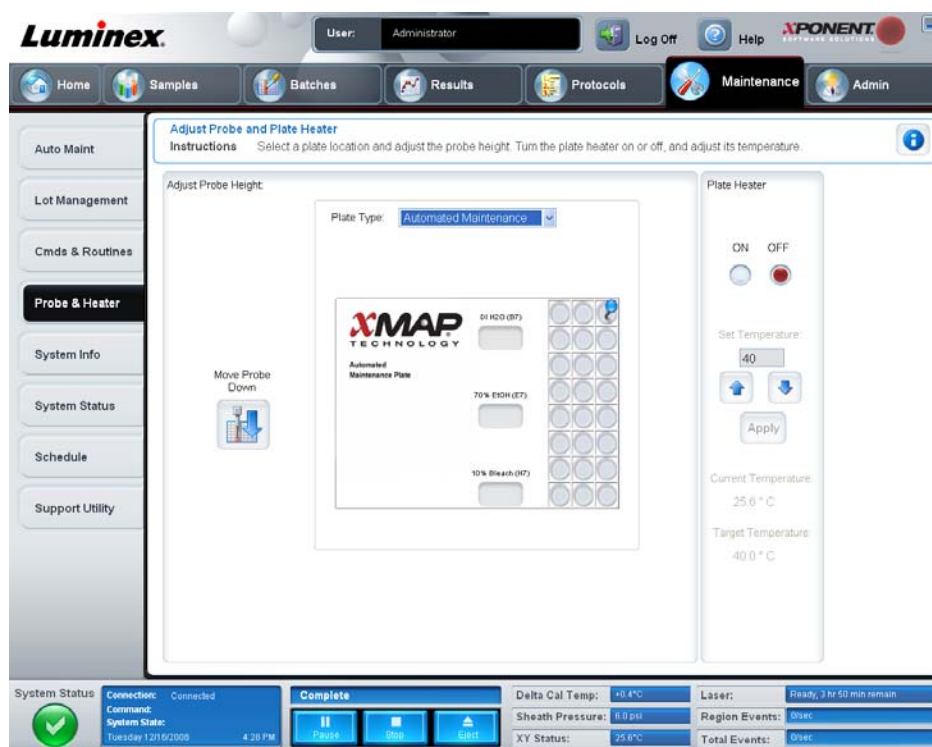 Luminex.
User: Administrator
Log Off
Help
XPONENT.
SOFTWARE SOLUTIONS
Home
Samples
Batches
Results
Protocols
Maintenance
Admin
Auto Maint
Lot Management
Cmds & Routines
Probe & Heater
System Info
System Status
Schedule
Support Utility
Adjust Probe and Plate Heater
Instructions Select a plate location and adjust the probe height. Turn the plate heater on or off, and adjust its temperature.
Adjust Probe Height:
Plate Type: Automated Maintenance
Move Probe
Down
XMAP
TECHNOLOGY
Automated
Maintenance Plate
DI H2O (B7)
70% EtOH (E7)
10% Bleach (H7)
Plate Heater
ON OFF
Set Temperature:
40
Apply
Current Temperature:
25.6 ° C
Target Temperature:
40.0 ° C
System Status
Connection: Connected
Command:
System State:
Tuesday 12/16/2008 4:28 PM
Complete
Pause
Stop
Eject
Delta Cal Temp: +0.4°C
Sheath Pressure: 6.0 psi
XY Status: 25.6°C
Laser: Ready, 3 hr 50 min remain
Region Events: 0/sec
Total Events: 0/sec